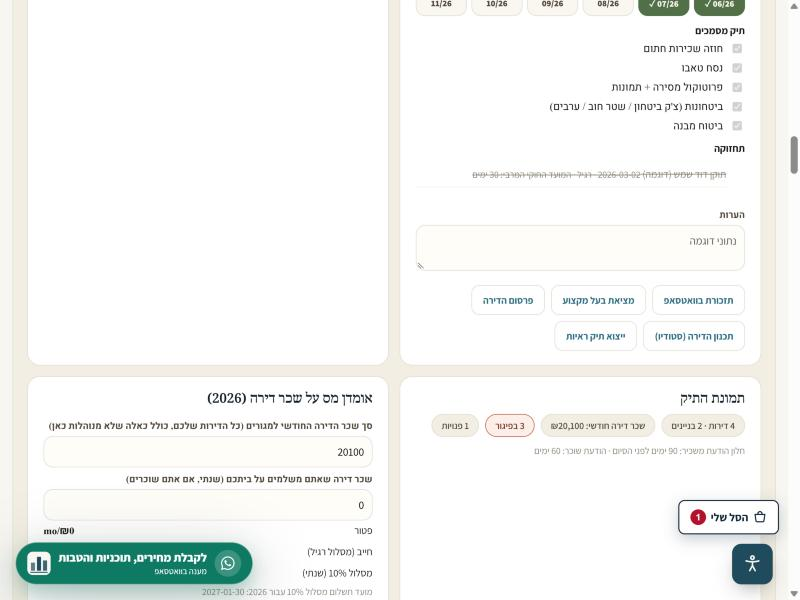 06/26 ✓
07/26 ✓
08/26
09/26
10/26
11/26
תיק מסמכים
חוזה שכירות חתום
נסח טאבו
פרוטוקול מסירה + תמונות
ביטחונות (צ'ק ביטחון / שטר חוב / ערבים)
ביטוח מבנה
תחזוקה
תוקן דוד שמש (דוגמה) 2026-03-02 · רגיל · המועד החוקי המרבי: 30 ימים
הערות
נתוני דוגמה
תזכורת בוואטסאפ
מציאת בעל מקצוע
פרסום הדירה
תכנון הדירה (סטודיו)
ייצוא תיק ראיות
תמונת התיק
4 דירות · 2 בניינים
שכר דירה חודשי: ₪20,100
3 בפיגור
1 פנויות
חלון הודעת משכיר: 90 ימים לפני הסיום · הודעת שוכר: 60 ימים
אומדן מס על שכר דירה (2026)
סך שכר הדירה החודשי למגורים (כל הדירות שלכם, כולל כאלה שלא מנוהלות כאן)
20100
שכר דירה שאתם משלמים על ביתכם (שנתי, אם אתם שוכרים)
0
פטור
₪0/mo
חייב (מסלול רגיל)
מסלול 10% (שנתי)
מועד תשלום מסלול 10% עבור 2026: 2027-01-30
הסל שלי
1
לקבלת מחירים, תוכניות והטבות
מענה בוואטסאפ